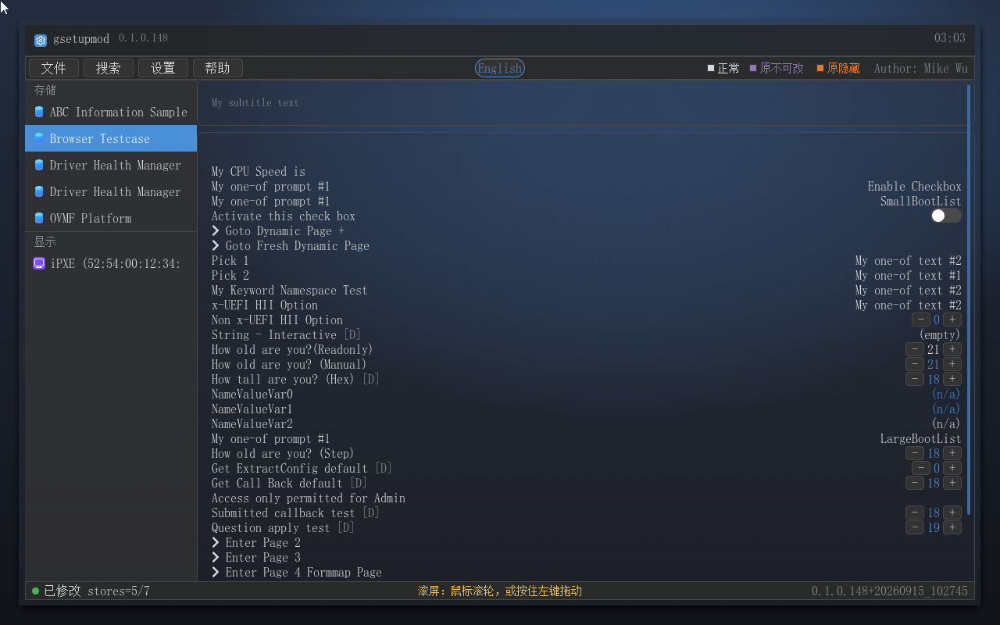 gsetupmod 0.1.0.148 03:03
文件 搜索 设置 帮助 English 正常 原不可改 原隐藏 Author: Mike Wu
存储
ABC Information Sample
Browser Testcase
Driver Health Manager
Driver Health Manager
OVMF Platform
显示
iPXE (52:54:00:12:34:
My subtitle text
My CPU Speed is
My one-of prompt #1 Enable Checkbox
My one-of prompt #1 SmallBootList
Activate this check box
Goto Dynamic Page +
Goto Fresh Dynamic Page
Pick 1 My one-of text #2
Pick 2 My one-of text #1
My Keyword Namespace Test My one-of text #2
x-UEFI HII Option My one-of text #2
Non x-UEFI HII Option - 0 +
String - Interactive [D] (empty)
How old are you?(Readonly) - 21 +
How old are you? (Manual) - 21 +
How tall are you? (Hex) [D] - 18 +
NameValueVar0 (n/a)
NameValueVar1 (n/a)
NameValueVar2 (n/a)
My one-of prompt #1 LargeBootList
How old are you? (Step) - 18 +
Get ExtractConfig default [D] - 0 +
Get Call Back default [D] - 18 +
Access only permitted for Admin
Submitted callback test [D] - 18 +
Question apply test [D] - 19 +
Enter Page 2
Enter Page 3
Enter Page 4 Formmap Page
已修改 stores=5/7 滚屏: 鼠标滚轮，或按住左键拖动 0.1.0.148+20260915_102745